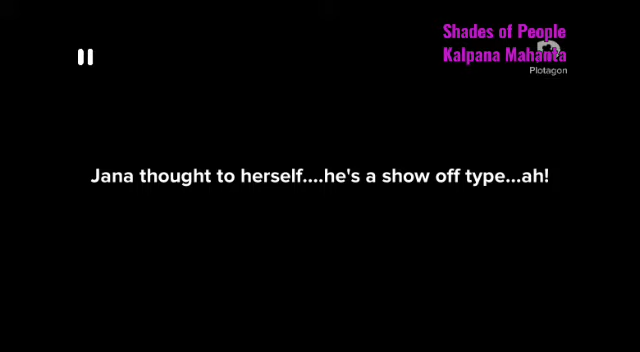 Shades of People
Kalpana Mahanta
Plotagon
Jana thought to herself....he's a show off type...ah!